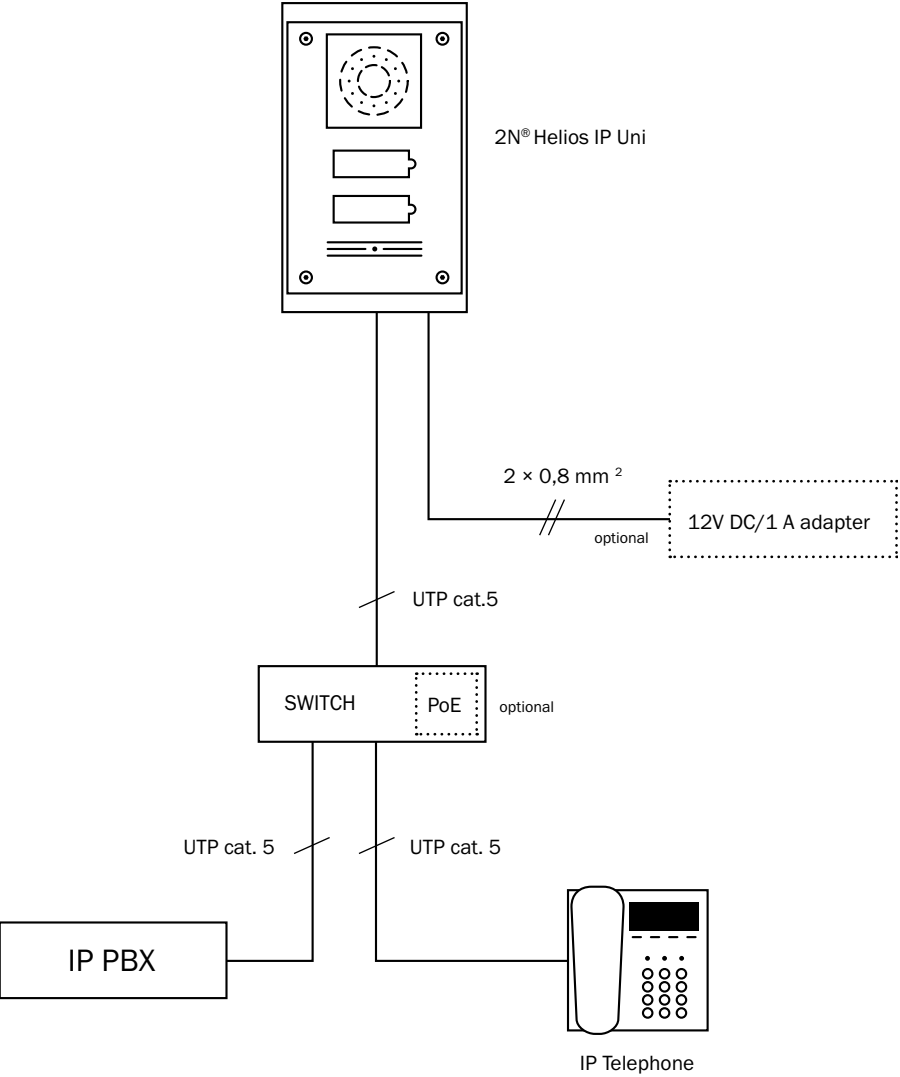 2N® Helios IP Uni
2 × 0,8 mm ²
12V DC/1 A adapter
optional
UTP cat.5
SWITCH
PoE
optional
UTP cat. 5
UTP cat. 5
IP PBX
IP Telephone